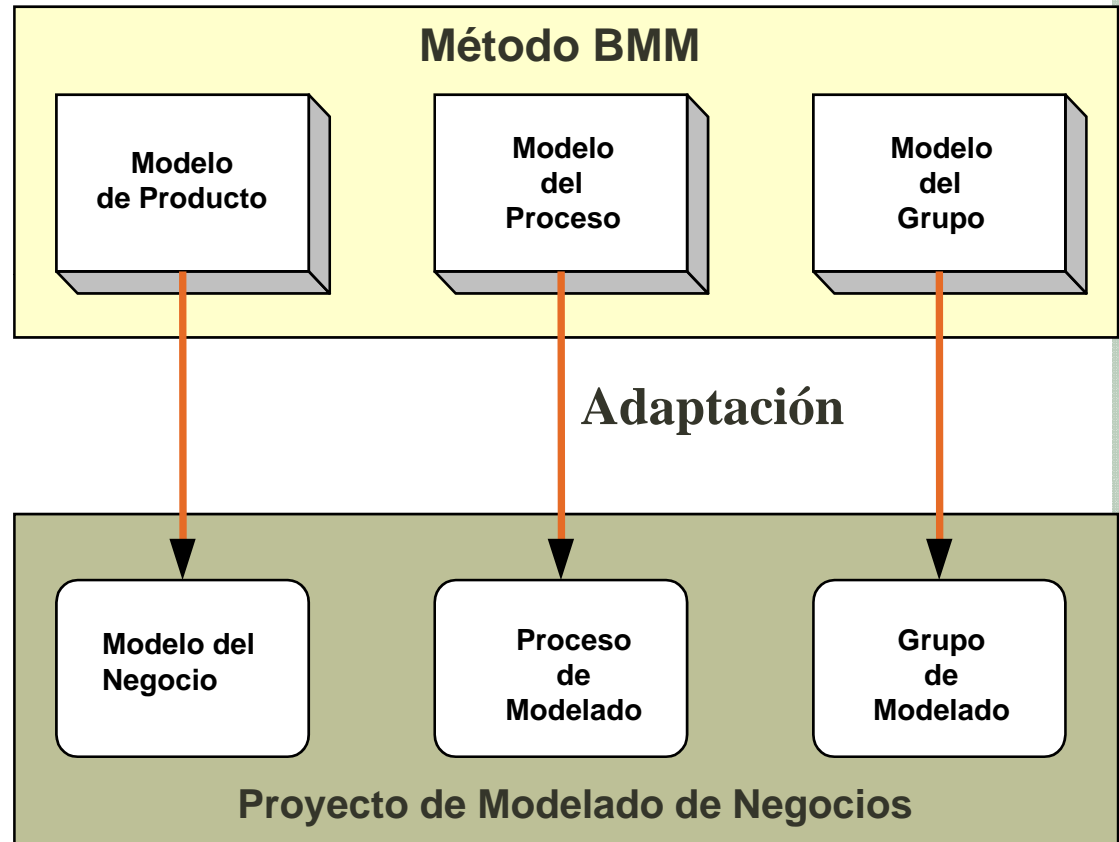 Método BMM
Modelo
de Producto
Modelo
del
Proceso
Modelo
del
Grupo
Adaptación
Modelo del
Negocio
Proceso
de
Modelado
Grupo
de
Modelado
Proyecto de Modelado de Negocios